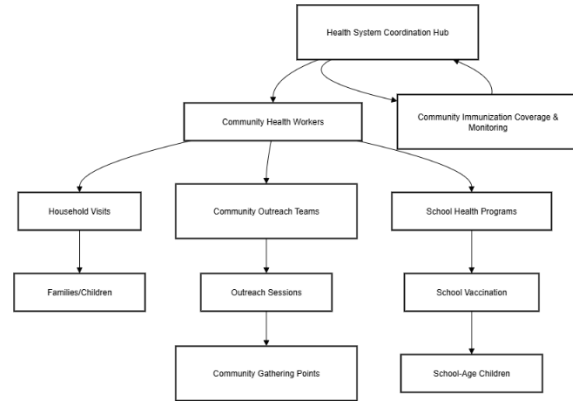 Health System Coordination Hub
Community Health Workers
Community Immunization Coverage &
Monitoring
Household Visits
Community Outreach Teams
School Health Programs
Families/Children
Outreach Sessions
School Vaccination
Community Gathering Points
School-Age Children